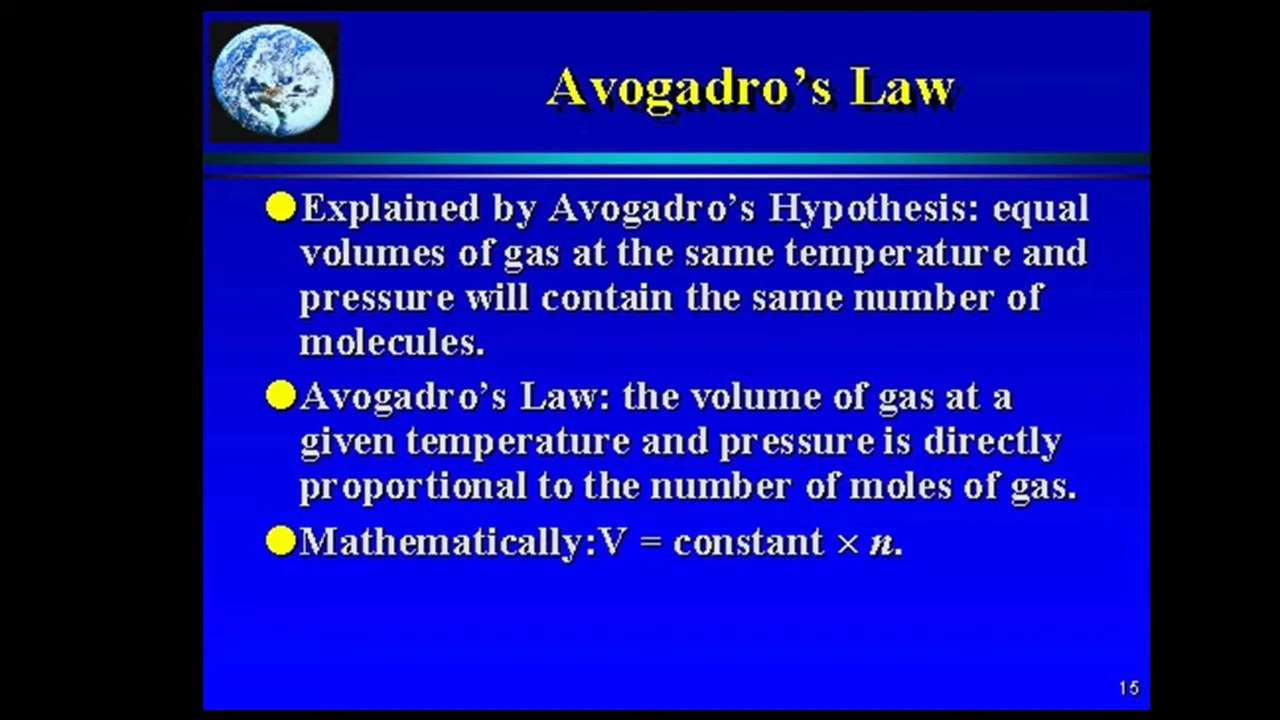 Avogadro's Law
Explained by Avogadro's Hypothesis: equal
volumes of gas at the same temperature and
pressure will contain the same number of
molecules.
Avogadro's Law: the volume of gas at a
given temperature and pressure is directly
proportional to the number of moles of gas.
Mathematically: V = constant × n.
15